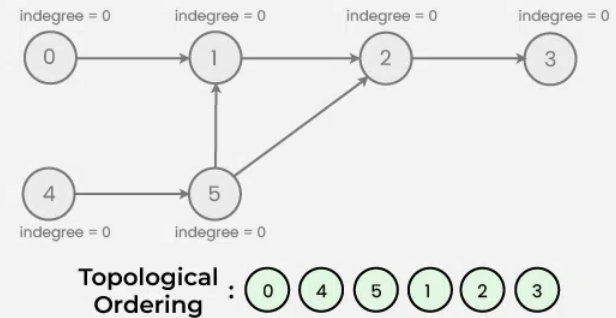 indegree = 0 indegree = 0 indegree = 0 indegree = 0
0 1 2 3
4 5
indegree = 0 indegree = 0
Topological
Ordering : 0 4 5 1 2 3